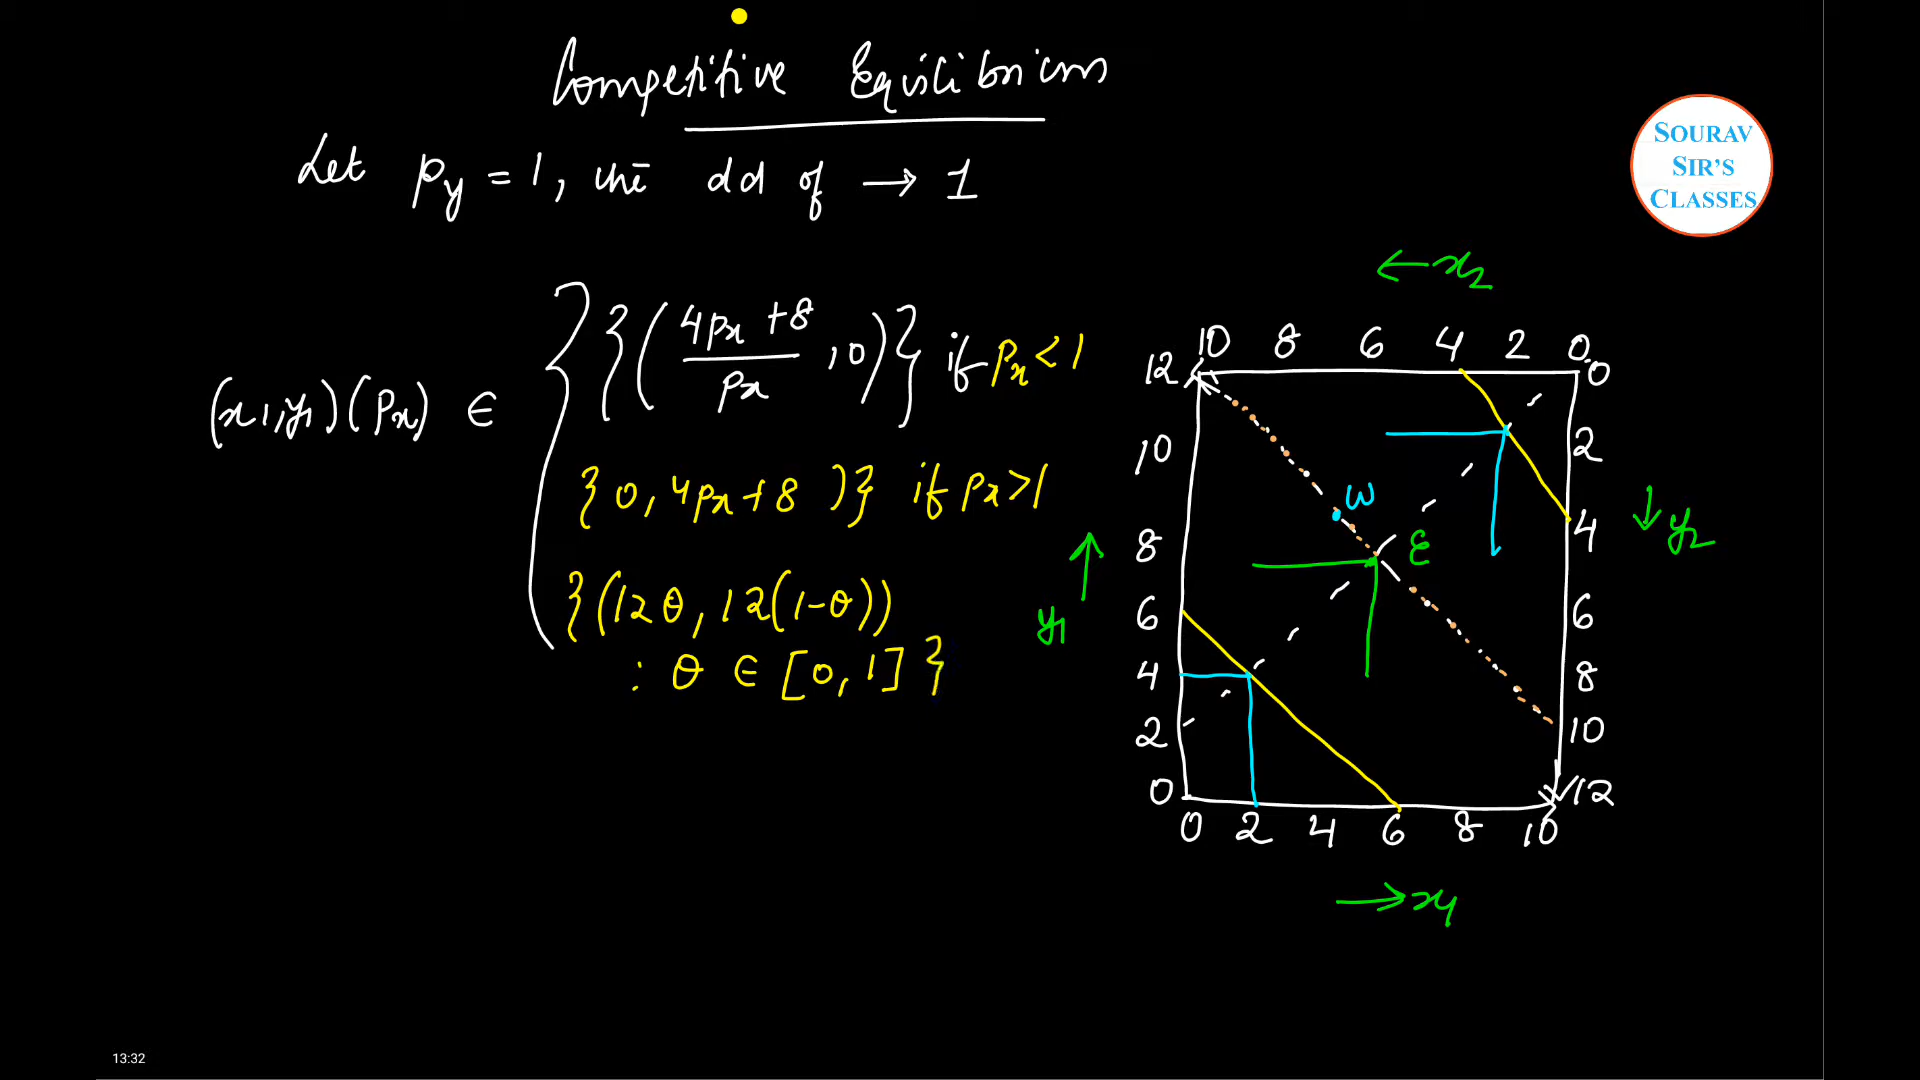 Competitive Equilibrium
Let Py = 1, the dd of → 1
SOURAV
SIR'S
CLASSES
(x1, y1)(Px) ∈
{(4Px + 8 / Px, 0)} if Px < 1
{0, 4Px + 8)} if Px > 1
{(12θ, 12(1-θ))
: θ ∈ [0, 1]}
← x2
10 8 6 4 2 0
12 10 8 6 4 2 0
0 2 4 6 8 10 12
↓ y2
↑ y1
W
E
0 2 4 6 8 10
→ x1
13:32